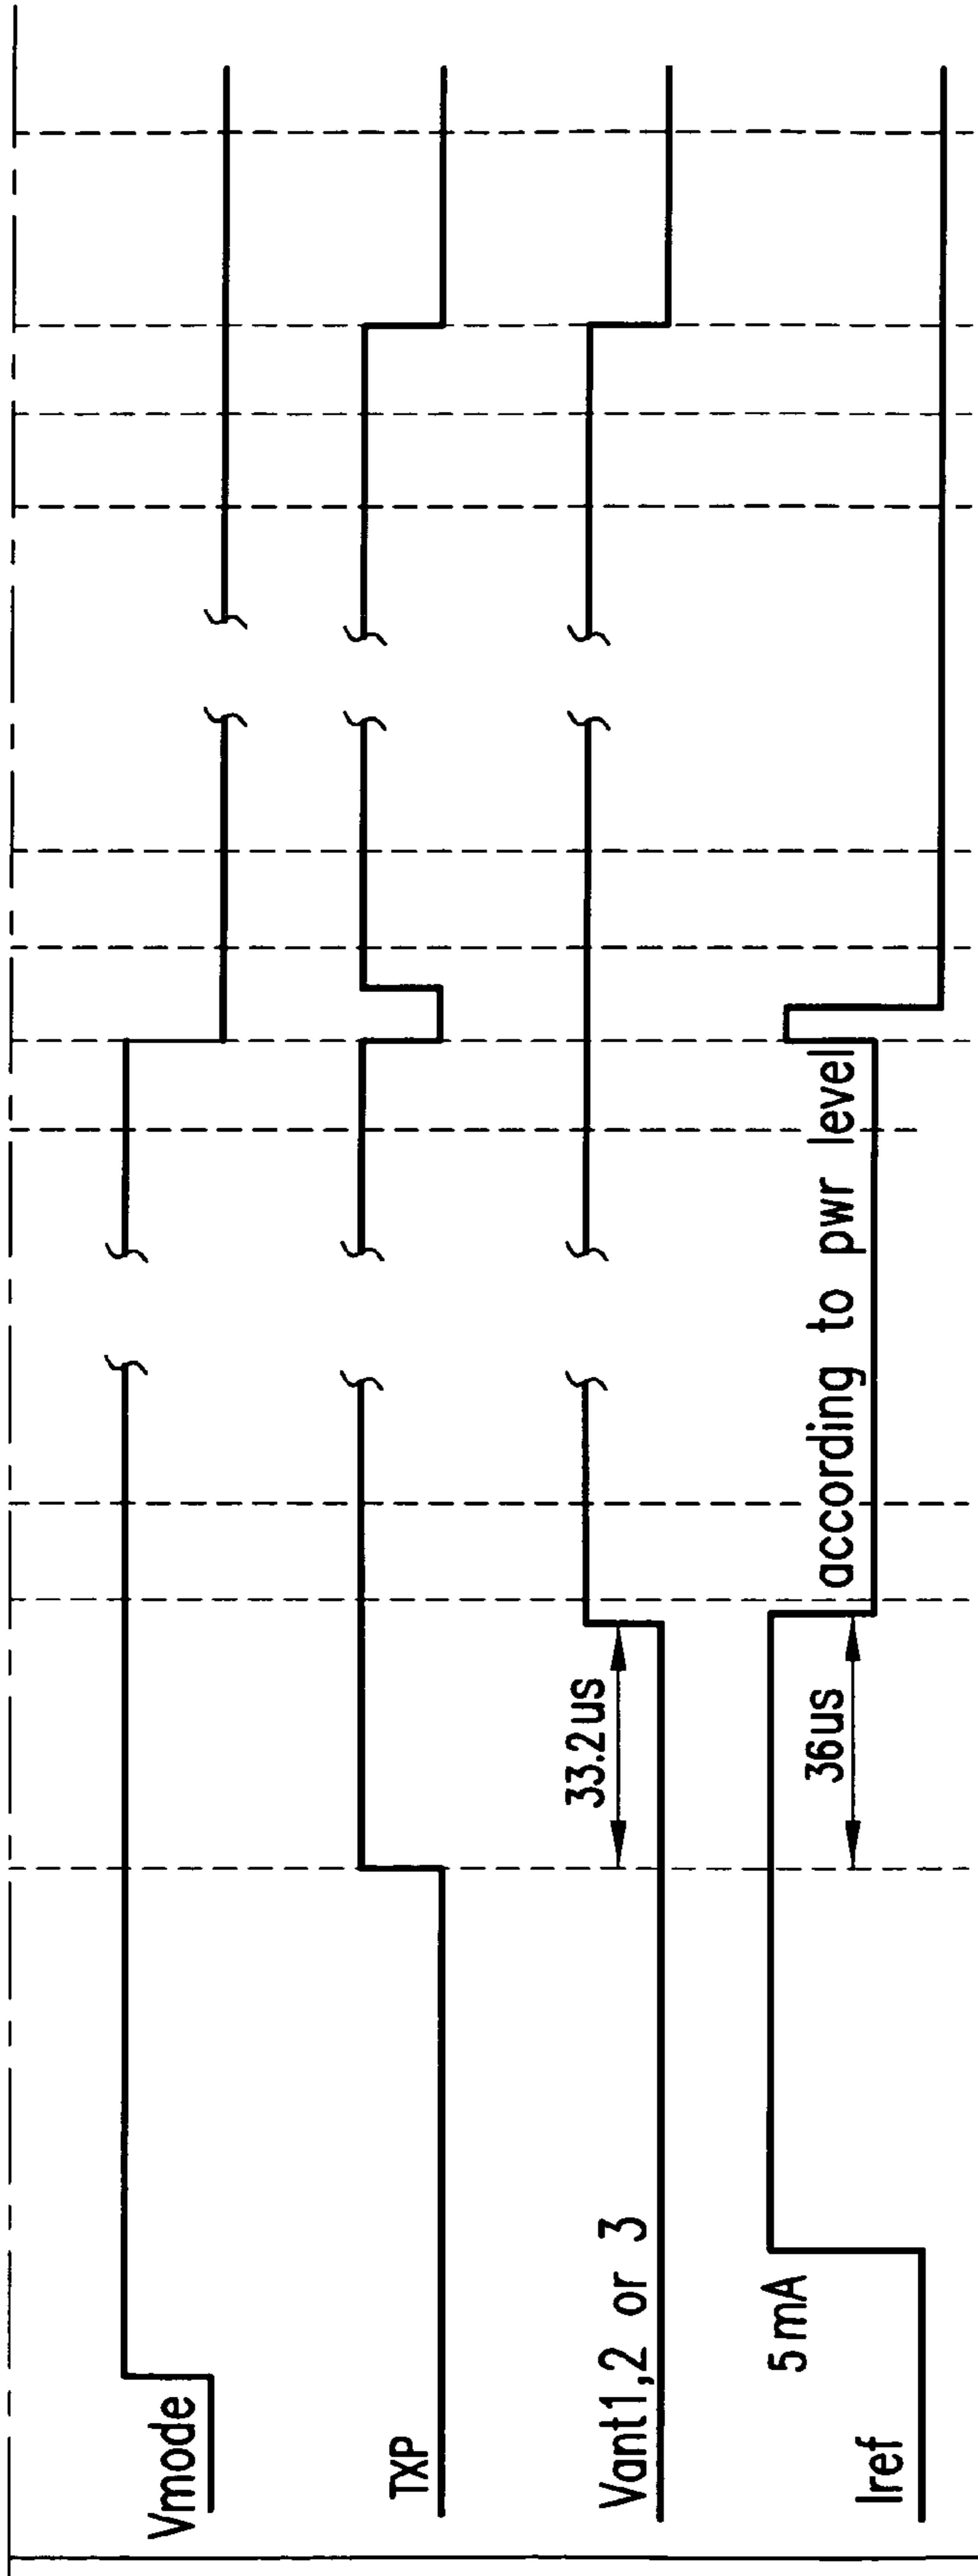 Vmode
TXP
Vant1,2 or 3
33.2us
5mA
Iref
36us
according to pwr level